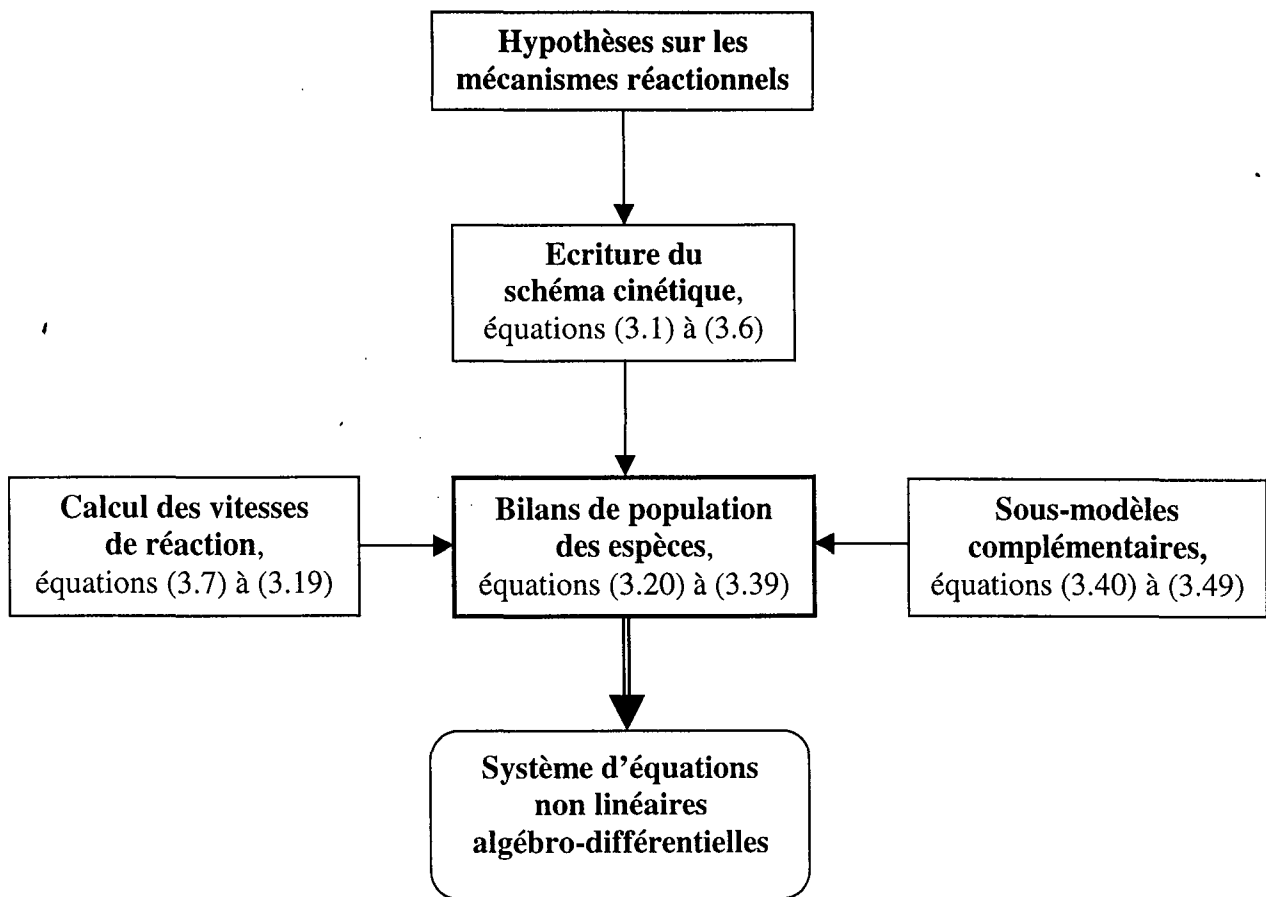 Hypothèses sur les
mécanismes réactionnels
Ecriture du
schéma cinétique,
équations (3.1) à (3.6)
Calcul des vitesses
de réaction,
équations (3.7) à (3.19)
Bilans de population
des espèces,
équations (3.20) à (3.39)
Sous-modèles
complémentaires,
équations (3.40) à (3.49)
Système d'équations
non linéaires
algébro-différentielles